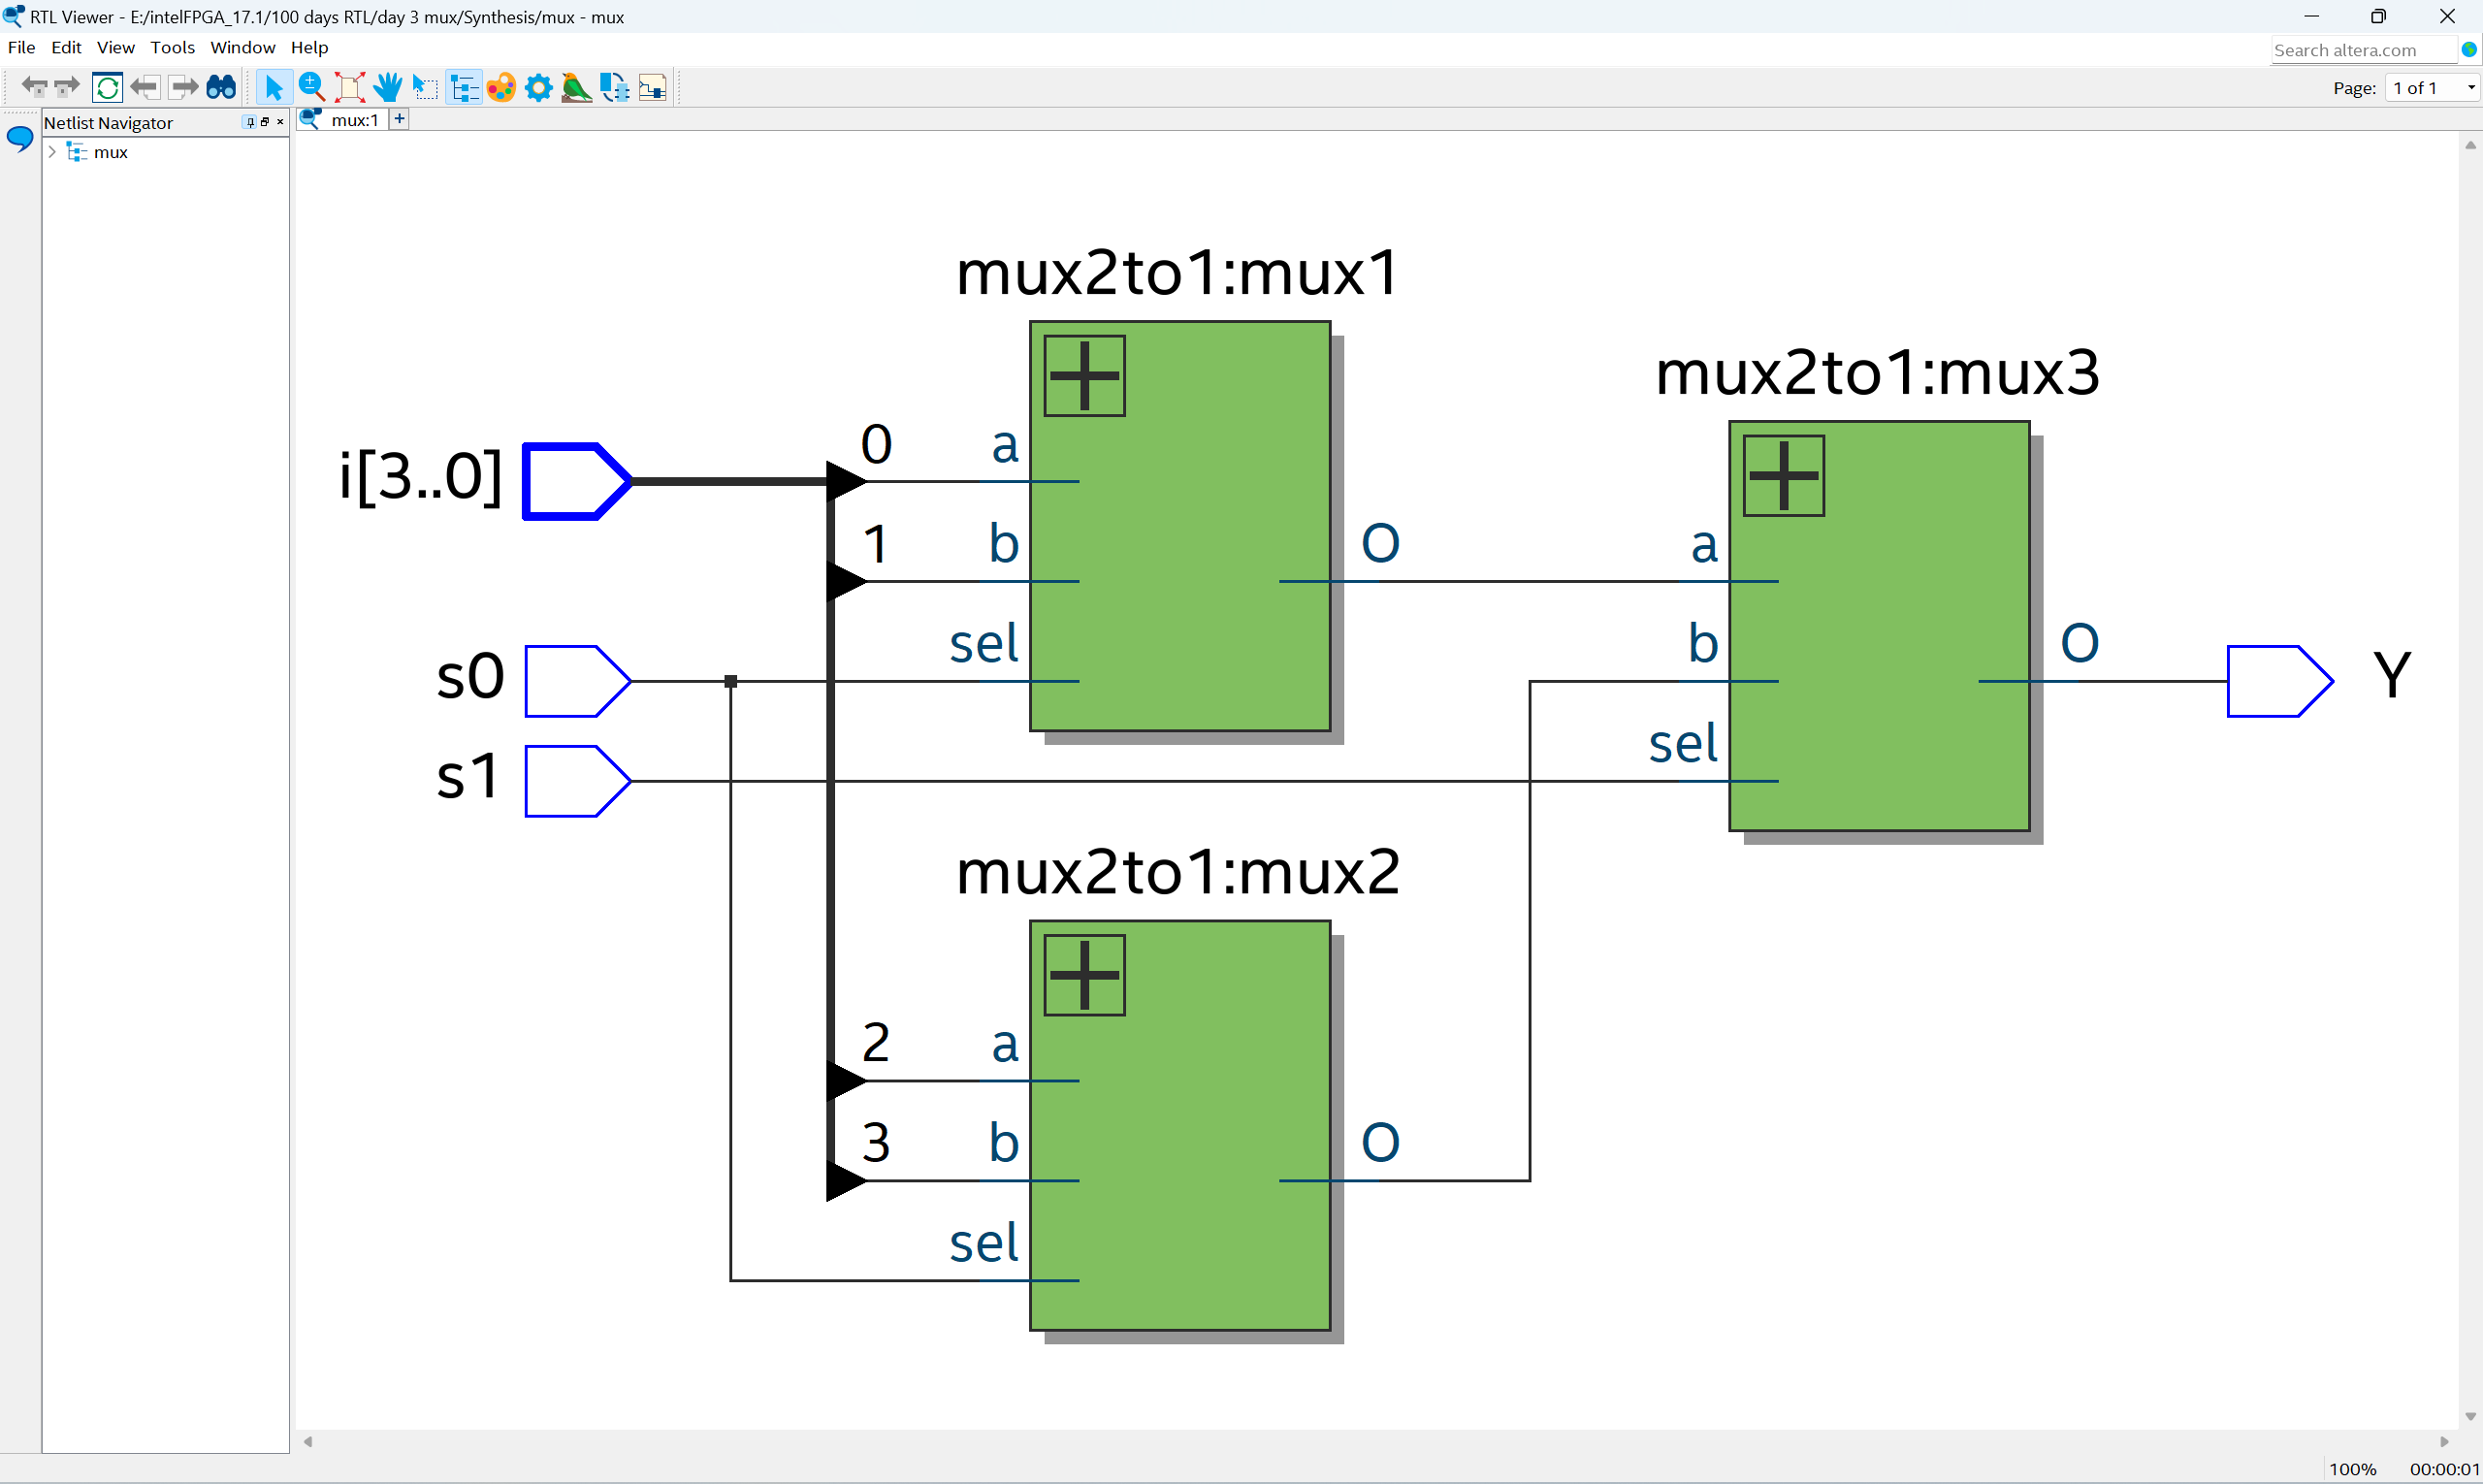 RTL Viewer - E:/intelFPGA_17.1/100 days RTL/day 3 mux/Synthesis/mux - mux
File Edit View Tools Window Help
Search altera.com
Page: 1 of 1
Netlist Navigator
mux:1
mux
mux2to1:mux1
mux2to1:mux3
i[3..0]
0 a
1 b
O
a
sel
b
O
s0
Y
s1
sel
mux2to1:mux2
2 a
3 b
O
sel
100% 00:00:01